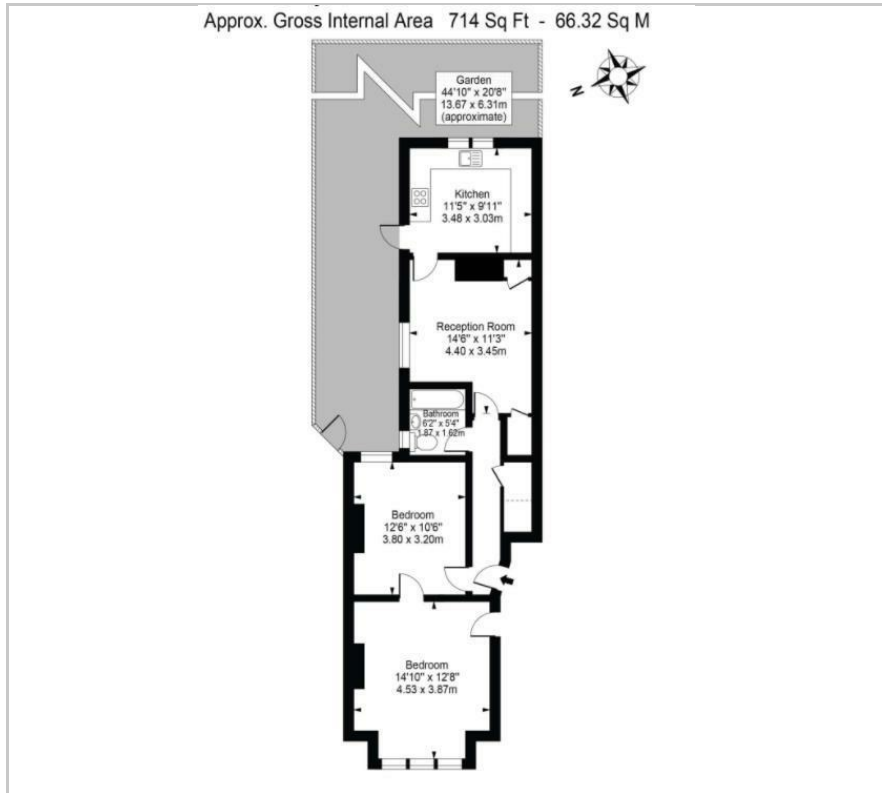 Approx. Gross Internal Area 714 Sq Ft - 66.32 Sq M
Garden
44'10" x 20'8"
13.67 x 6.31m
(approximate)
N
Kitchen
11'5" x 9'11"
3.48 x 3.03m
Reception Room
14'6" x 11'3"
4.40 x 3.45m
Bathroom
6'2" x 5'4"
1.87 x 1.62m
Bedroom
12'6" x 10'6"
3.80 x 3.20m
Bedroom
14'10" x 12'8"
4.53 x 3.87m